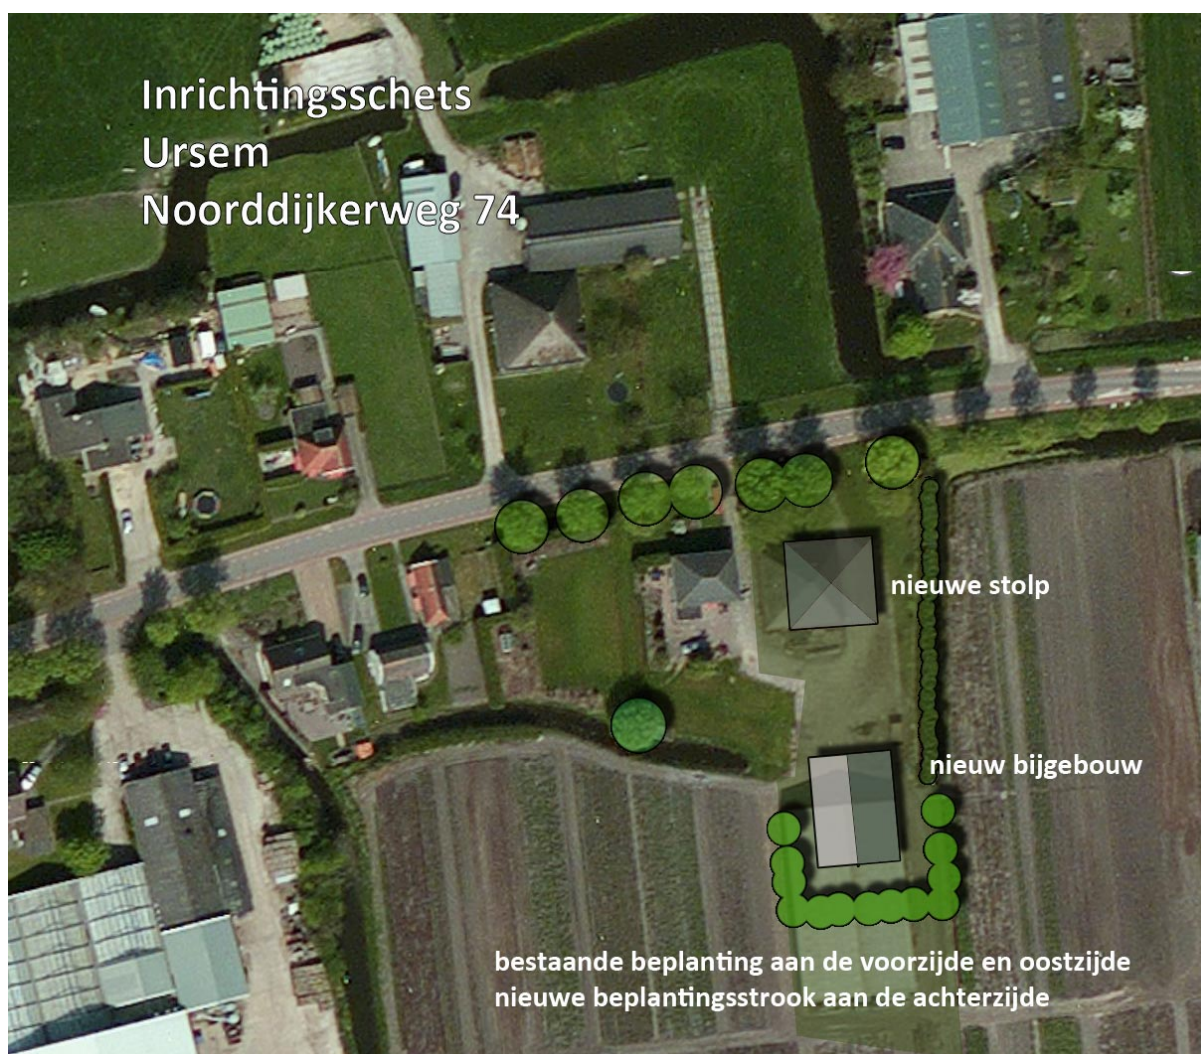 Inrichtingsschets
Ursem
Noorddijkerweg 74
nieuwe stolp
nieuw bijgebouw
bestaande beplanting aan de voorzijde en oostzijde
nieuwe beplantingsstrook aan de achterzijde